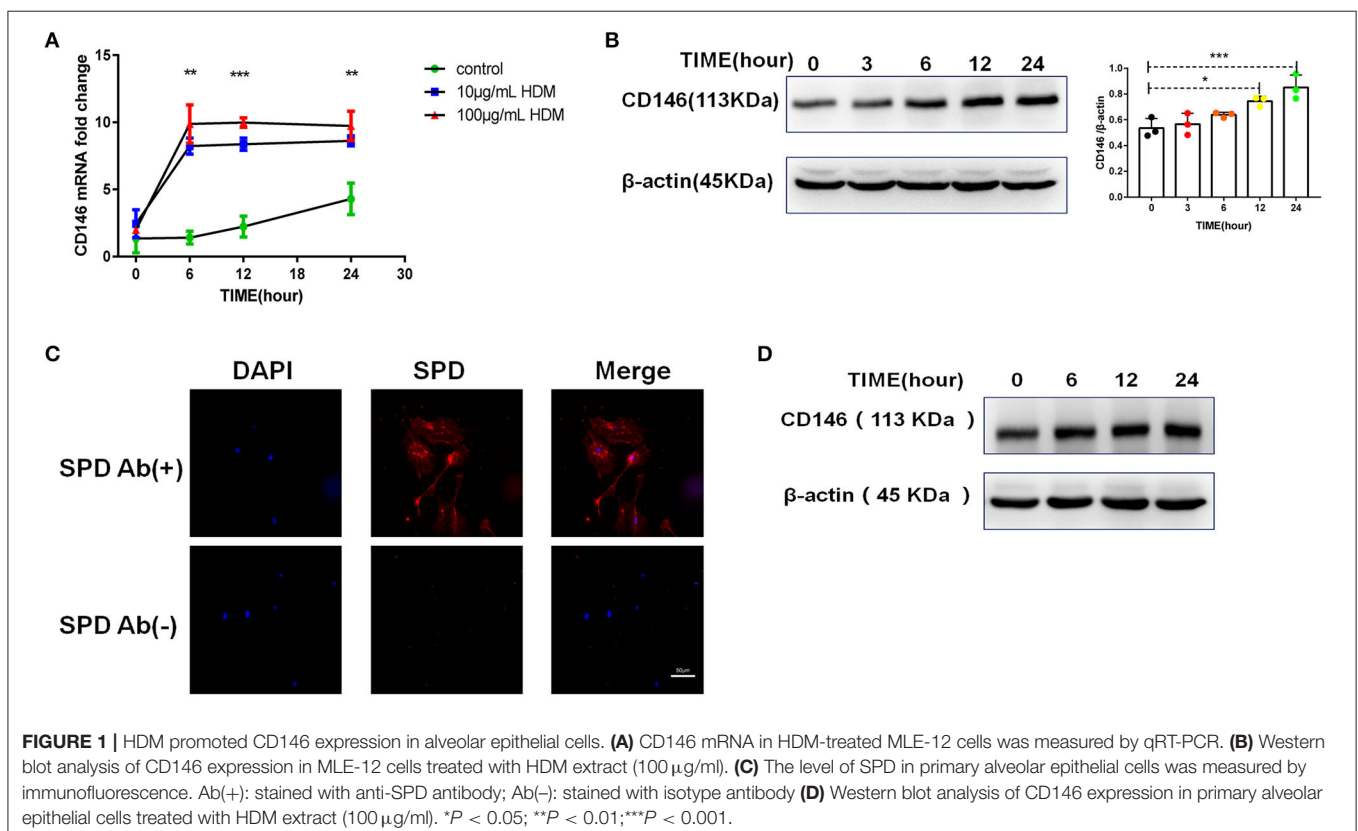 A
CD146 mRNA fold change
15
10
5
0
** *** **
0 6 12 18 24 30
TIME(hour)
control
10μg/mL HDM
100μg/mL HDM
B
TIME(hour) 0 3 6 12 24
CD146(113KDa)
β-actin(45KDa)
CD146 /β-actin
1.0
0.8
0.6
0.4
0.2
0.0
***
*
0 3 6 12 24
TIME(hour)
C
DAPI SPD Merge
SPD Ab(+)
SPD Ab(-)
50μm
D
TIME(hour) 0 6 12 24
CD146 ( 113 KDa )
β-actin ( 45 KDa )
FIGURE 1 | HDM promoted CD146 expression in alveolar epithelial cells. (A) CD146 mRNA in HDM-treated MLE-12 cells was measured by qRT-PCR. (B) Western
blot analysis of CD146 expression in MLE-12 cells treated with HDM extract (100 μg/ml). (C) The level of SPD in primary alveolar epithelial cells was measured by
immunofluorescence. Ab(+): stained with anti-SPD antibody; Ab(–): stained with isotype antibody (D) Western blot analysis of CD146 expression in primary alveolar
epithelial cells treated with HDM extract (100 μg/ml). *P < 0.05; **P < 0.01;***P < 0.001.